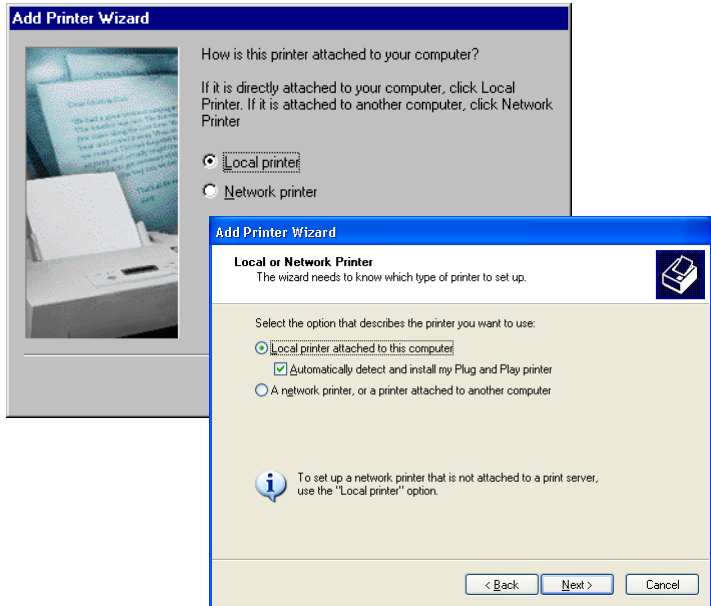 Add Printer Wizard
How is this printer attached to your computer?
If it is directly attached to your computer, click Local
Printer. If it is attached to another computer, click Network
Printer
Local printer
Network printer
Add Printer Wizard
Local or Network Printer
The wizard needs to know which type of printer to set up.
Select the option that describes the printer you want to use:
Local printer attached to this computer
Automatically detect and install my Plug and Play printer
A network printer, or a printer attached to another computer
To set up a network printer that is not attached to a print server,
use the "Local printer" option.
< Back
Next >
Cancel